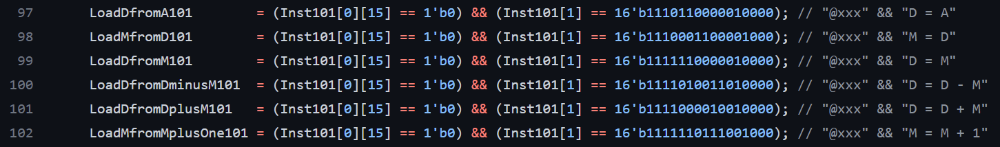 97 LoadDfromA101 = (Inst101[0][15] == 1'b0) && (Inst101[1] == 16'b1110110000010000); // "@xxx" && "D = A"
98 LoadMfromD101 = (Inst101[0][15] == 1'b0) && (Inst101[1] == 16'b1110001100001000); // "@xxx" && "M = D"
99 LoadDfromM101 = (Inst101[0][15] == 1'b0) && (Inst101[1] == 16'b1111110000010000); // "@xxx" && "D = M"
100 LoadDfromDminusM101 = (Inst101[0][15] == 1'b0) && (Inst101[1] == 16'b1111010011010000); // "@xxx" && "D = D - M"
101 LoadDfromDplusM101 = (Inst101[0][15] == 1'b0) && (Inst101[1] == 16'b1111000010010000); // "@xxx" && "D = D + M"
102 LoadMfromMplusOne101 = (Inst101[0][15] == 1'b0) && (Inst101[1] == 16'b1111110111001000); // "@xxx" && "M = M + 1"